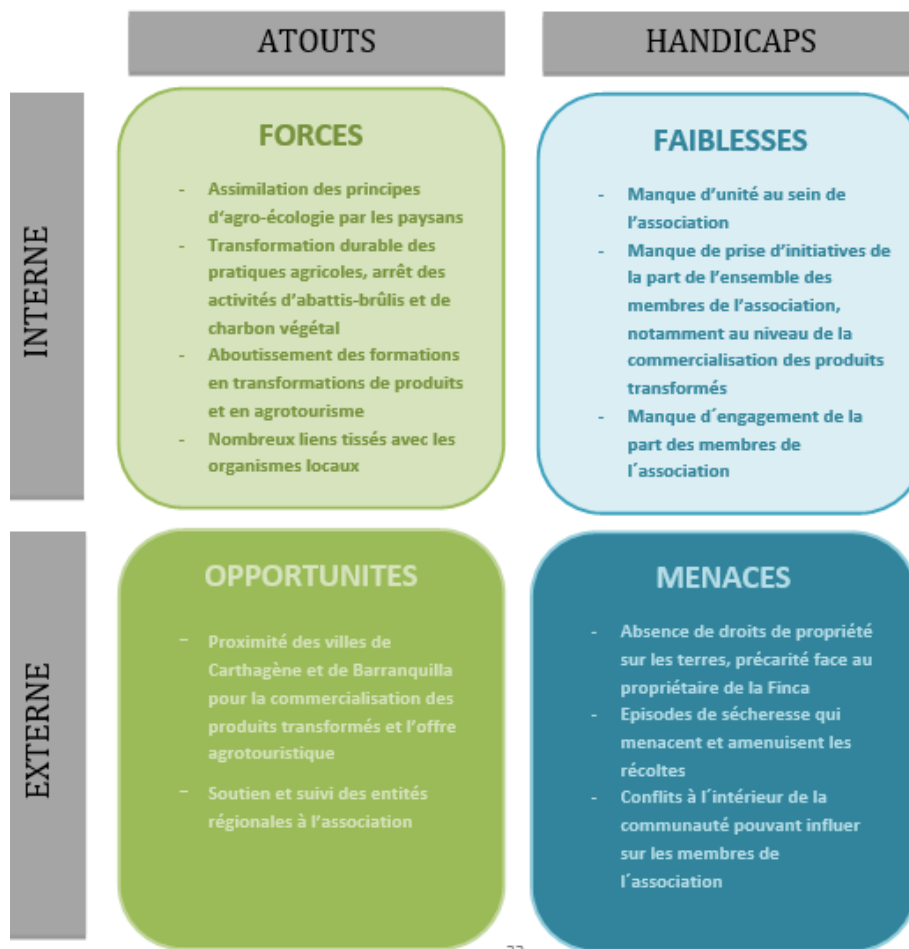 ATOUTS
HANDICAPS
INTERNE
FORCES
- Assimilation des principes
d'agro-écologie par les paysans
- Transformation durable des
pratiques agricoles, arrêt des
activités d'abattis-brûlis et de
charbon végétal
- Aboutissement des formations
en transformations de produits
et en agrotourisme
- Nombreux liens tissés avec les
organismes locaux
FAIBLESSES
- Manque d'unité au sein de
l'association
- Manque de prise d'initiatives de
la part de l'ensemble des
membres de l'association,
notamment au niveau de la
commercialisation des produits
transformés
- Manque d´engagement de la
part des membres de
l´association
EXTERNE
OPPORTUNITES
- Proximité des villes de
Carthagène et de Barranquilla
pour la commercialisation des
produits transformés et l'offre
agrotouristique
- Soutien et suivi des entités
régionales à l'association
MENACES
- Absence de droits de propriété
sur les terres, précarité face au
propriétaire de la Finca
- Episodes de sécheresse qui
menacent et amenuisent les
récoltes
- Conflits à l´intérieur de la
communauté pouvant influer
sur les membres de
l´association